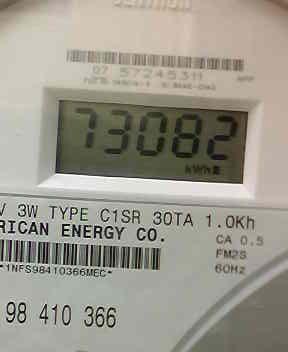 07 57245311
73082
kWh
V 3W TYPE C1SR 30TA 1.0Kh
RICAN ENERGY CO.
CA 0.5
FM2S
60Hz
*1NFS98410366MEC*
98 410 366